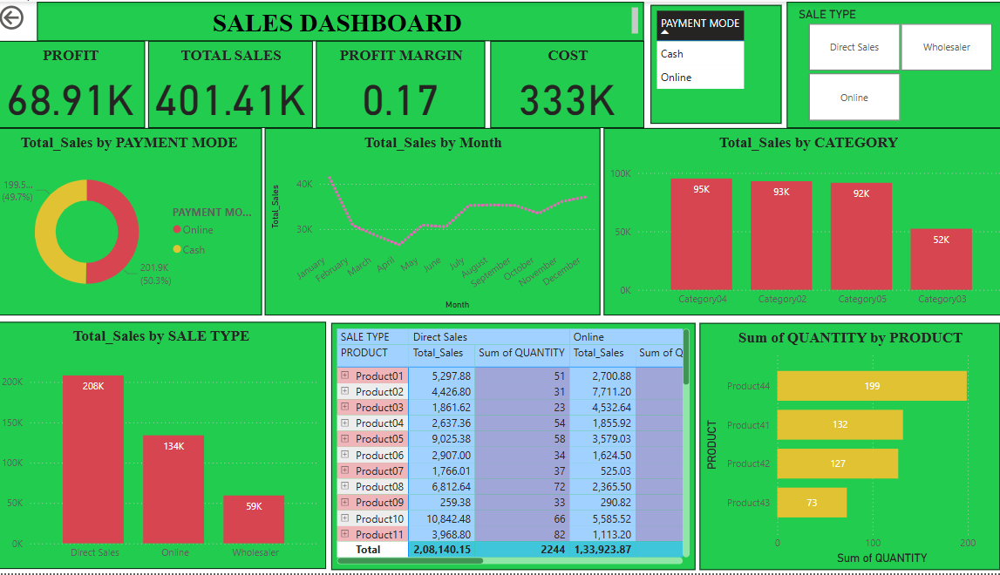 SALES DASHBOARD
PAYMENT MODE
Cash
Online
SALE TYPE
Direct Sales
Wholesaler
Online
PROFIT
68.91K
TOTAL SALES
401.41K
PROFIT MARGIN
0.17
COST
333K
Total_Sales by PAYMENT MODE
199.5...
(49.7%)
201.9K
(50.3%)
PAYMENT MO...
Online
Cash
Total_Sales by Month
Total_Sales
40K
30K
January
February
March
April
May
June
July
August
September
October
November
December
Month
Total_Sales by CATEGORY
100K
50K
0K
95K
93K
92K
52K
Category04
Category02
Category05
Category03
Total_Sales by SALE TYPE
200K
150K
100K
50K
0K
208K
134K
59K
Direct Sales
Online
Wholesaler
SALE TYPE Direct Sales Online
PRODUCT Total_Sales Sum of QUANTITY Total_Sales Sum of Q
Product01 5,297.88 51 2,700.88
Product02 4,426.80 31 7,711.20
Product03 1,861.62 23 4,532.64
Product04 2,637.36 54 1,855.92
Product05 9,025.38 58 3,579.03
Product06 2,907.00 34 1,624.50
Product07 1,766.01 37 525.03
Product08 6,812.64 72 2,365.50
Product09 259.38 33 290.82
Product10 10,842.48 66 5,585.52
Product11 3,968.80 82 1,113.20
Total 2,08,140.15 2244 1,33,923.87
Sum of QUANTITY by PRODUCT
PRODUCT
Product44 199
Product41 132
Product42 127
Product43 73
0 100 200
Sum of QUANTITY